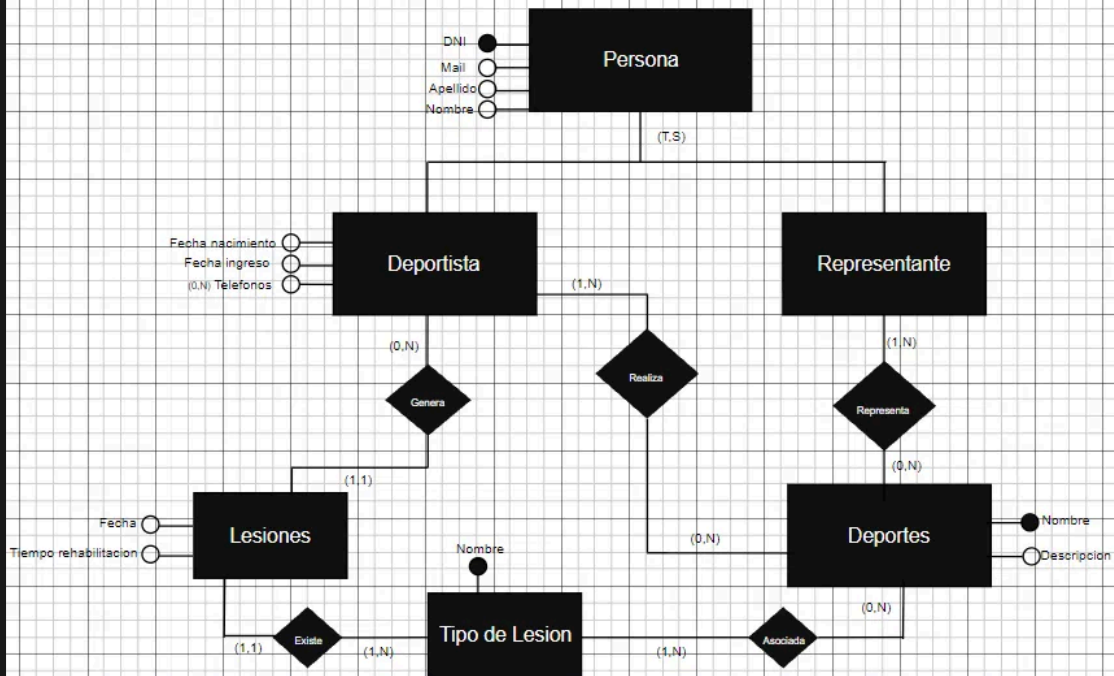 DNI
Mail
Apellido
Nombre
Persona
(T,S)
Fecha nacimiento
Fecha ingreso
(0,N) Telefonos
Deportista
(1,N)
Representante
(0,N)
Genera
Realiza
(1,N)
Representa
(1,1)
(0,N)
Fecha
Tiempo rehabilitacion
Lesiones
Deportes
Nombre
Descripcion
(0,N)
Nombre
(0,N)
(1,1)
Existe
(1,N)
Tipo de Lesion
(1,N)
Asociada